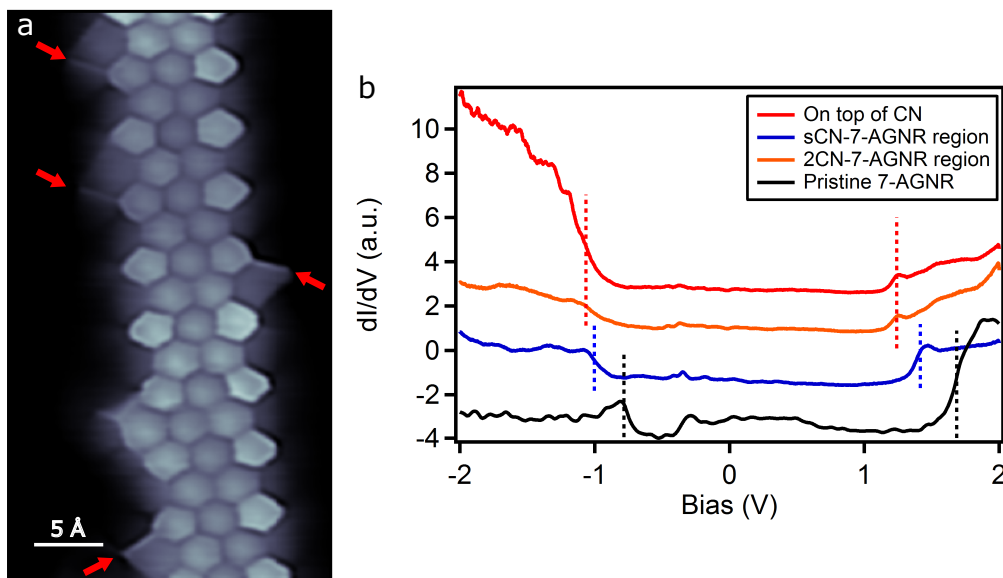 a
5 Å
b
On top of CN
sCN-7-AGNR region
2CN-7-AGNR region
Pristine 7-AGNR
dI/dV (a.u.)
10
8
6
4
2
0
-2
-4
-2
-1
0
1
2
Bias (V)